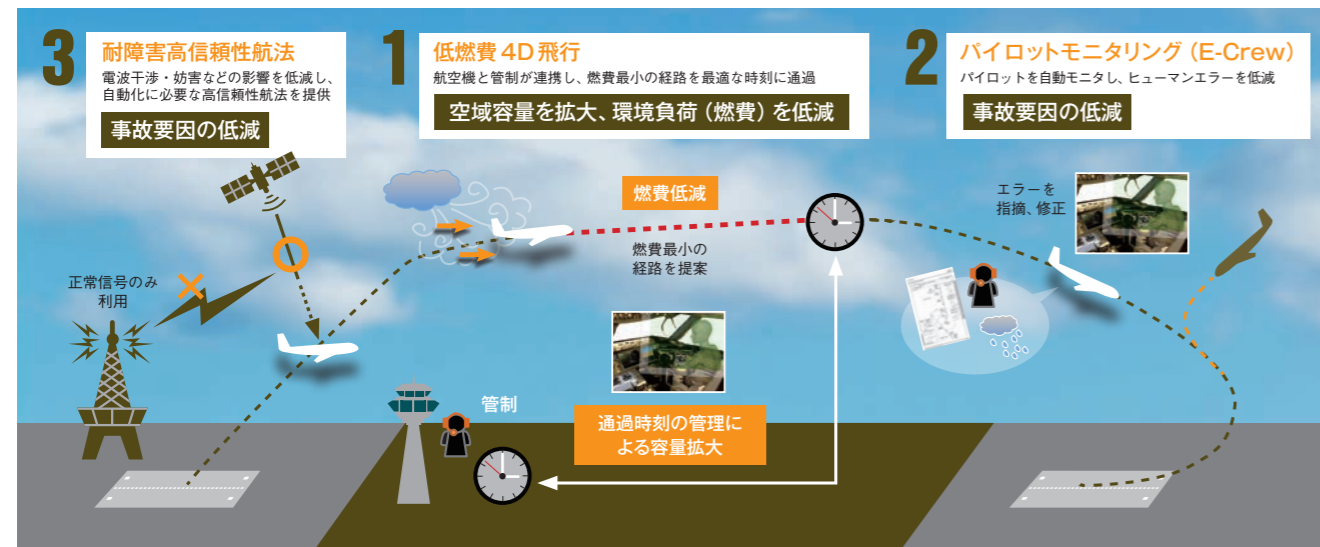 3
耐障害高信頼性航法
電波干渉・妨害などの影響を低減し、
自動化に必要な高信頼性航法を提供
事故要因の低減
1
低燃費4D飛行
航空機と管制が連携し、燃費最小の経路を最適な時刻に通過
空域容量を拡大、環境負荷（燃費）を低減
2
パイロットモニタリング（E-Crew）
パイロットを自動モニタし、ヒューマンエラーを低減
事故要因の低減
正常信号のみ
利用
燃費低減
燃費最小の
経路を提案
エラーを
指摘、修正
管制
通過時刻の管理に
よる容量拡大